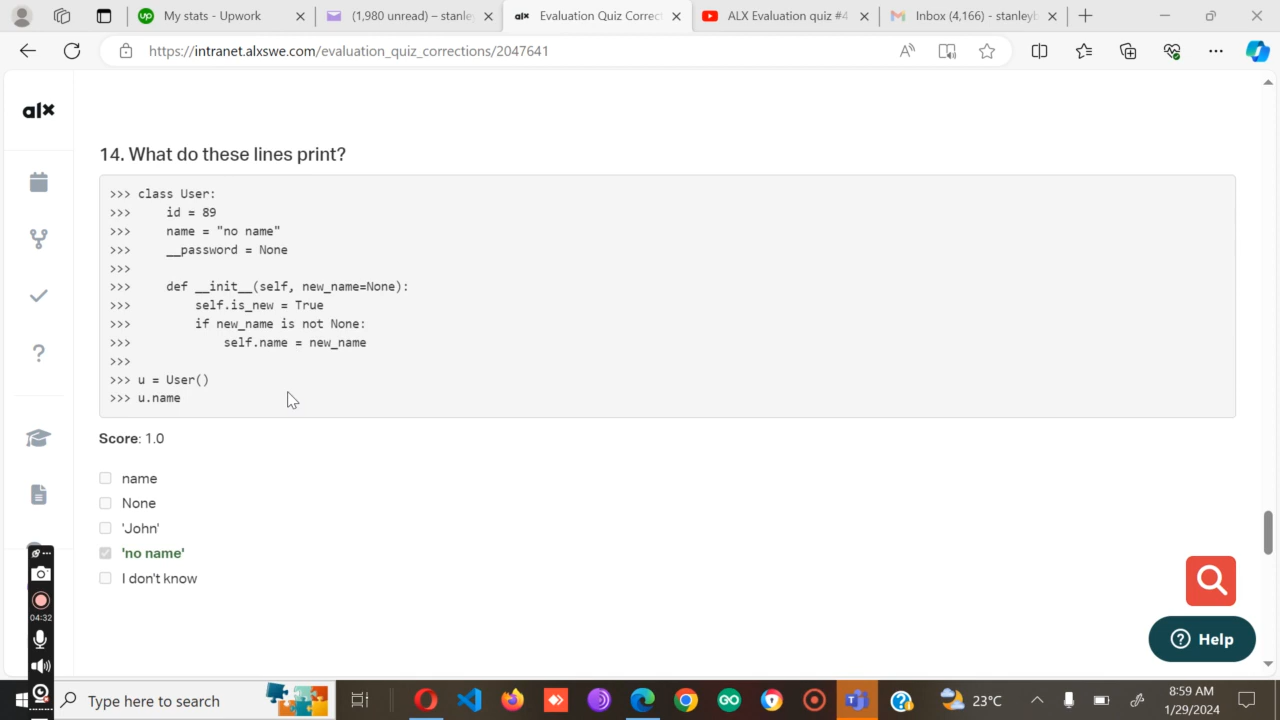 My stats - Upwork
(1,980 unread) – stanley
alx Evaluation Quiz Correct
ALX Evaluation quiz #4
Inbox (4,166) - stanleyb
https://intranet.alxswe.com/evaluation_quiz_corrections/2047641
alx
14. What do these lines print?
>>> class User:
>>>     id = 89
>>>     name = "no name"
>>>     __password = None
>>>
>>>     def __init__(self, new_name=None):
>>>         self.is_new = True
>>>         if new_name is not None:
>>>             self.name = new_name
>>>
>>> u = User()
>>> u.name
Score: 1.0
name
None
'John'
'no name'
I don't know
04:32
Help
Type here to search
23°C
8:59 AM
1/29/2024